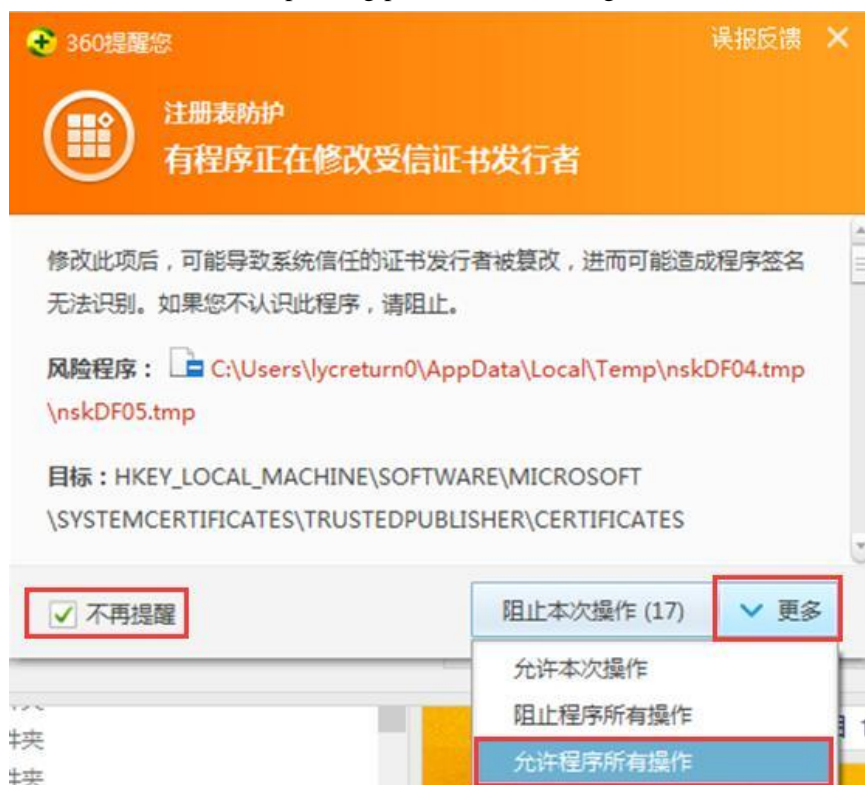 360提醒您
误报反馈
注册表防护
有程序正在修改受信证书发行者
修改此项后，可能导致系统信任的证书发行者被篡改，进而可能造成程序签名
无法识别。如果您不认识此程序，请阻止。
风险程序： C:\Users\lycreturn0\AppData\Local\Temp\nskDF04.tmp
\nskDF05.tmp
目标：HKEY_LOCAL_MACHINE\SOFTWARE\MICROSOFT
\SYSTEMCERTIFICATES\TRUSTEDPUBLISHER\CERTIFICATES
不再提醒
阻止本次操作 (17)
更多
允许本次操作
阻止程序所有操作
允许程序所有操作
件夹
件夹